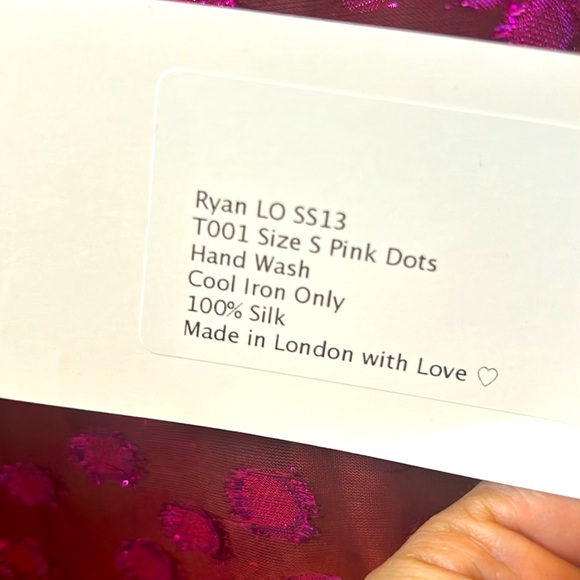 Ryan LO SS13
T001 Size S Pink Dots
Hand Wash
Cool Iron Only
100% Silk
Made in London with Love ♡